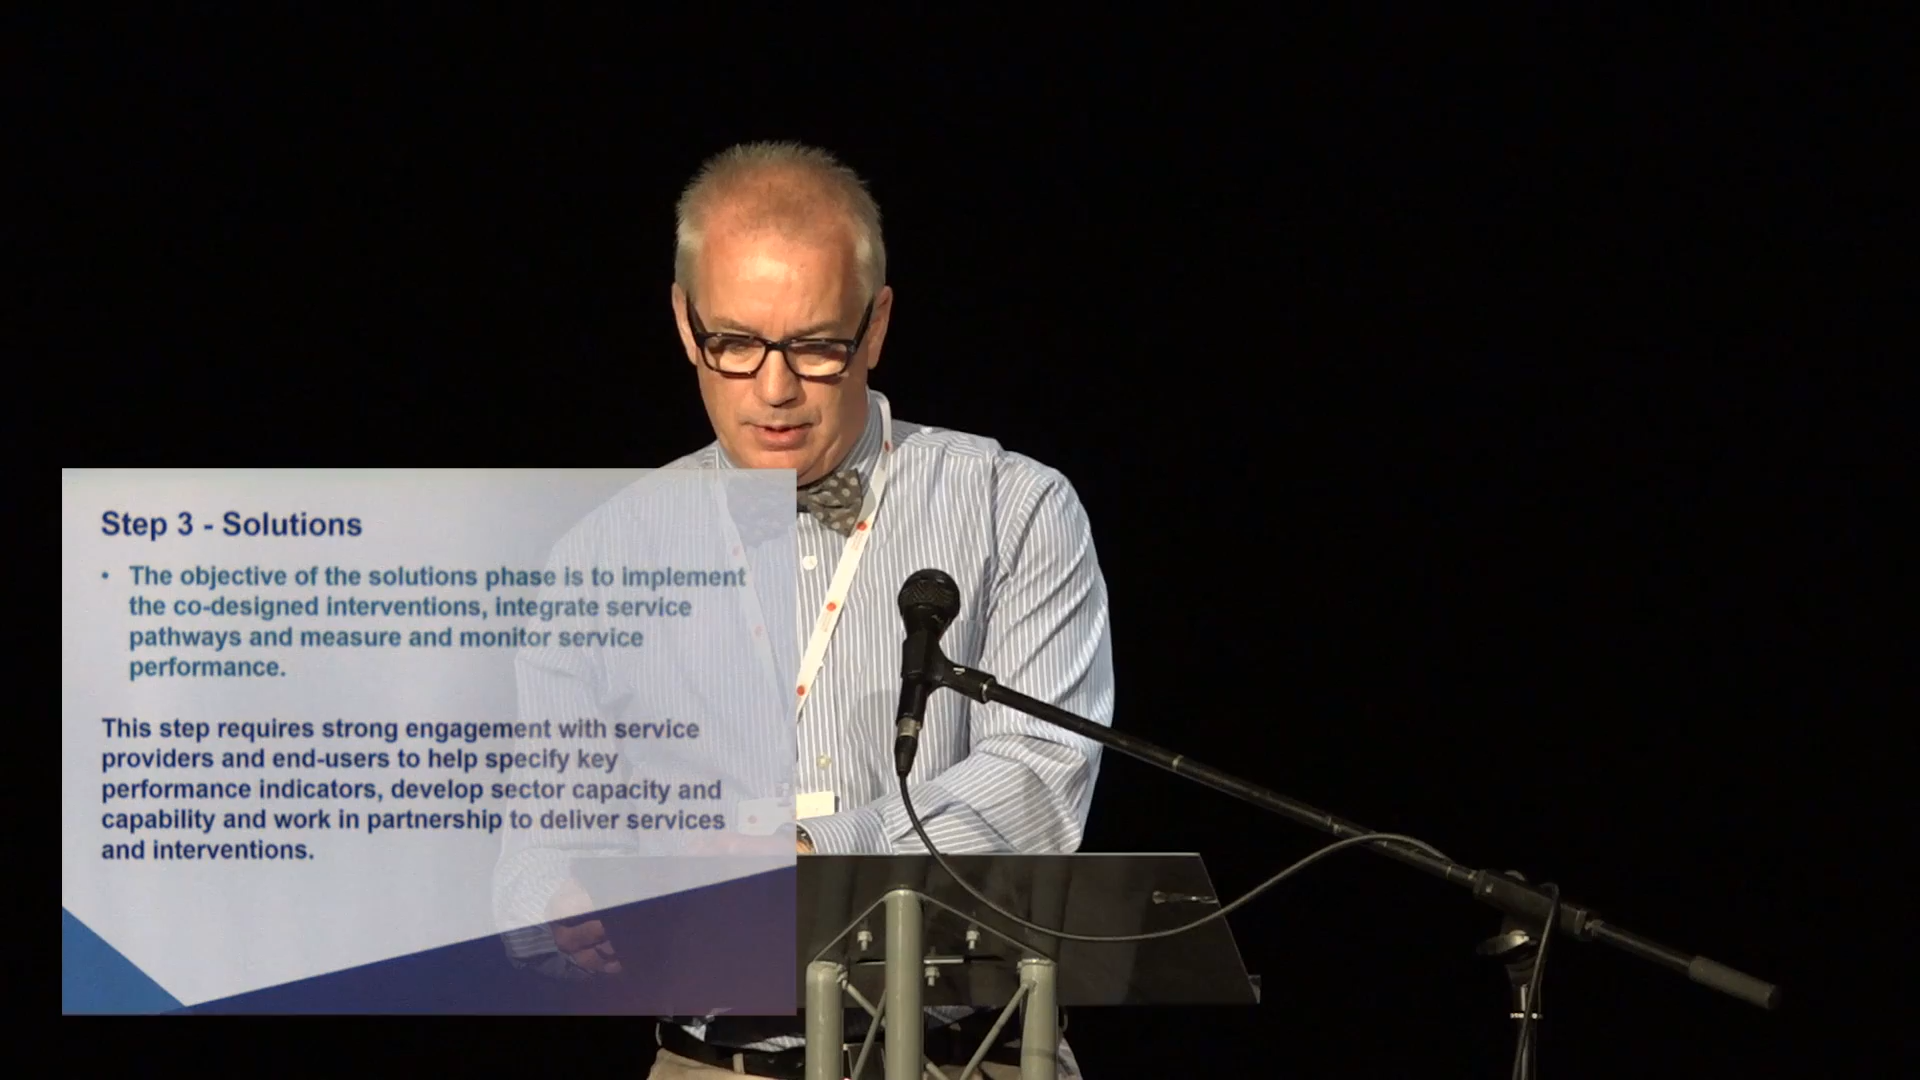 Step 3 - Solutions
• The objective of the solutions phase is to implement
the co-designed interventions, integrate service
pathways and measure and monitor service
performance.
This step requires strong engagement with service
providers and end-users to help specify key
performance indicators, develop sector capacity and
capability and work in partnership to deliver services
and interventions.